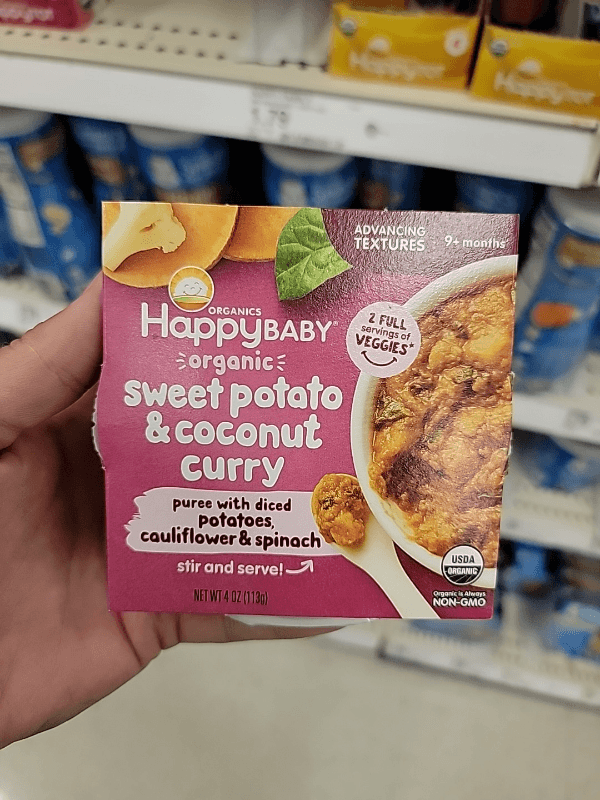 ADVANCING
TEXTURES
9+ months
ORGANICS
HappyBABY®
organic
sweet potato
& coconut
curry
2 FULL
servings of
VEGGIES*
puree with diced
potatoes,
cauliflower & spinach
stir and serve!
NET WT 4 OZ (113g)
USDA
ORGANIC
Organic is Always
NON-GMO